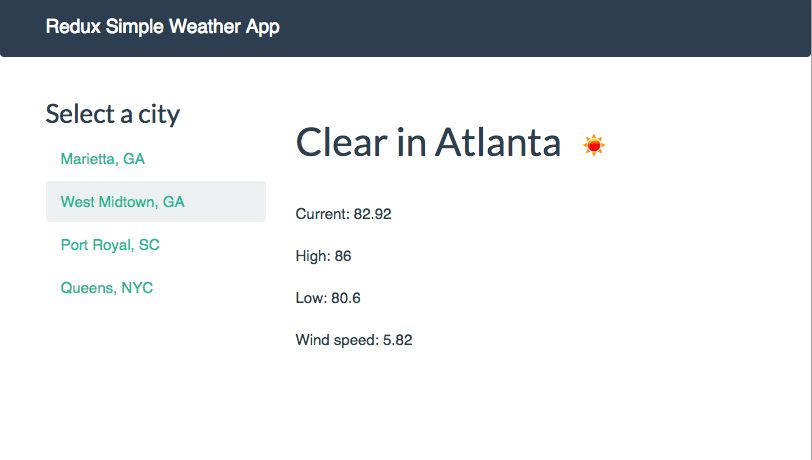 Redux Simple Weather App
Select a city
Marietta, GA
West Midtown, GA
Port Royal, SC
Queens, NYC
Clear in Atlanta
Current: 82.92
High: 86
Low: 80.6
Wind speed: 5.82